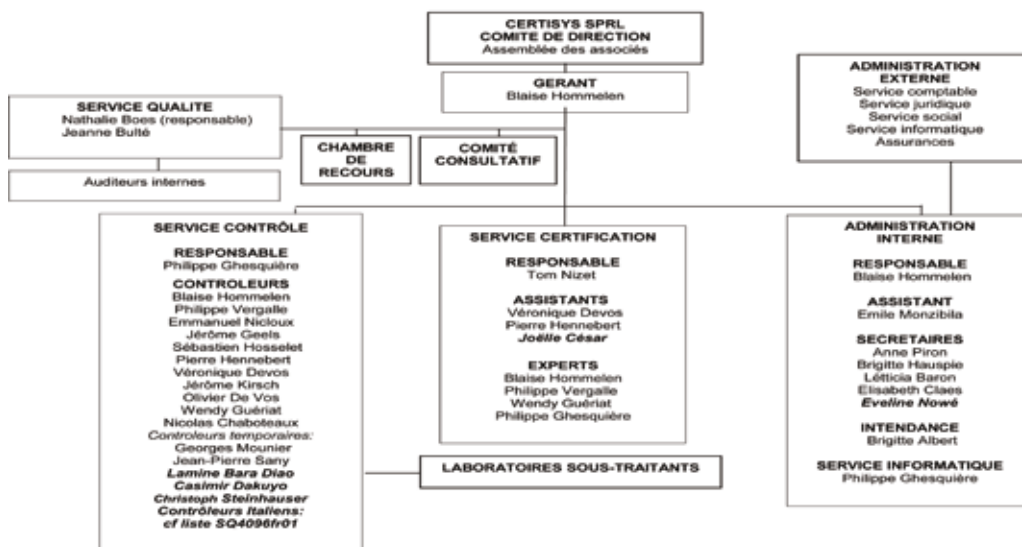 CERTISYS SPRL
COMITE DE DIRECTION
Assemblée des associés
GERANT
Blaise Hommelen
ADMINISTRATION
EXTERNE
Service comptable
Service juridique
Service social
Service informatique
Assurances
SERVICE QUALITE
Nathalie Boes (responsable)
Jeanne Bulté
Auditeurs internes
CHAMBRE
DE
RECOURS
COMITÉ
CONSULTATIF
SERVICE CONTRÔLE
RESPONSABLE
Philippe Ghesquière
CONTROLEURS
Blaise Hommelen
Philippe Vergalle
Emmanuel Nicloux
Jérôme Geels
Sébastien Hosselet
Pierre Hennebert
Véronique Devos
Jérôme Kirsch
Olivier De Vos
Wendy Guériat
Nicolas Chaboteaux
Controleurs temporaires:
Georges Mounier
Jean-Pierre Sany
Lamine Bara Diao
Casimir Dakuyo
Christoph Steinhauser
Contrôleurs Italiens:
cf liste SQ4096fr01
SERVICE CERTIFICATION
RESPONSABLE
Tom Nizet
ASSISTANTS
Véronique Devos
Pierre Hennebert
Joëlle César
EXPERTS
Blaise Hommelen
Philippe Vergalle
Wendy Guériat
Philippe Ghesquière
LABORATOIRES SOUS-TRAITANTS
ADMINISTRATION
INTERNE
RESPONSABLE
Blaise Hommelen
ASSISTANT
Emile Monzibila
SECRETAIRES
Anne Piron
Brigitte Hauspie
Létticia Baron
Elisabeth Claes
Eveline Nowé
INTENDANCE
Brigitte Albert
SERVICE INFORMATIQUE
Philippe Ghesquière